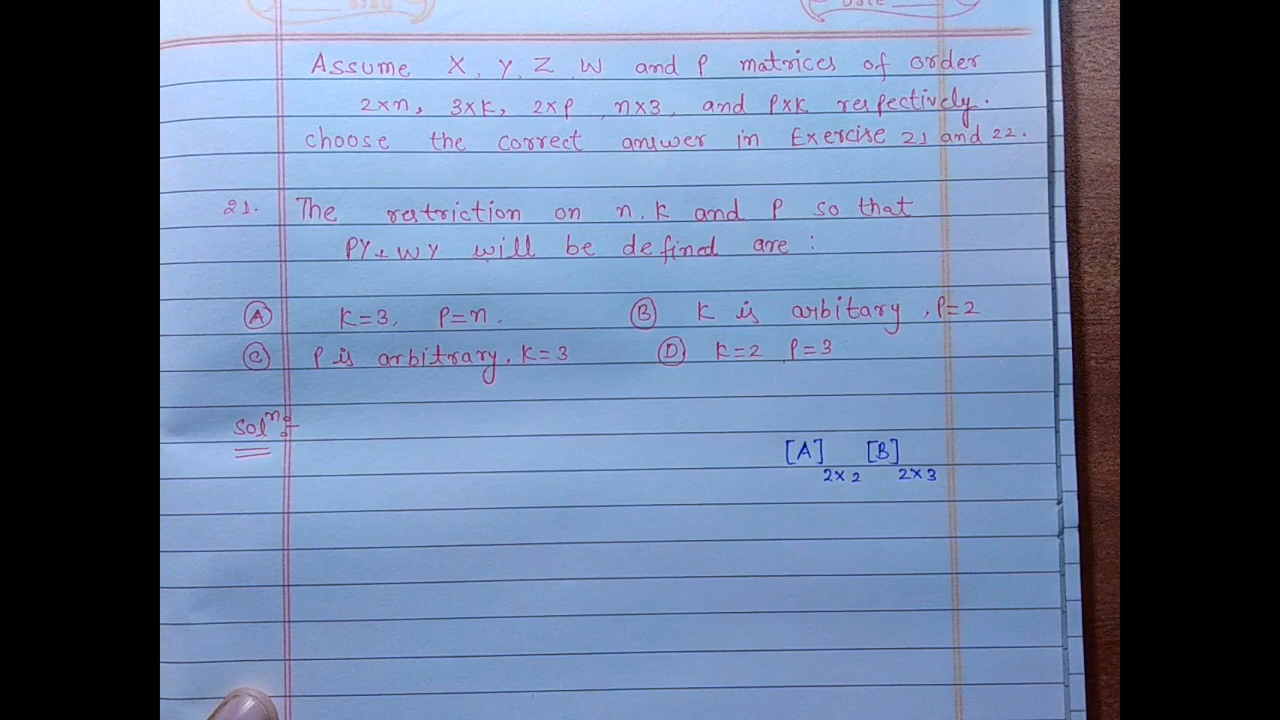 Date
Assume X, Y, Z, W and P matrices of order
2×n, 3×K, 2×P, n×3, and P×K respectively.
choose the correct answer in Exercise 21 and 22.
21. The restriction on n, K and P so that
PY+WY will be defined are :
(A) K=3, P=n. (B) K is arbitary, P=2
(C) P is arbitrary, K=3 (D) K=2 P=3
Solⁿ:-
[A]2×2 [B]2×3